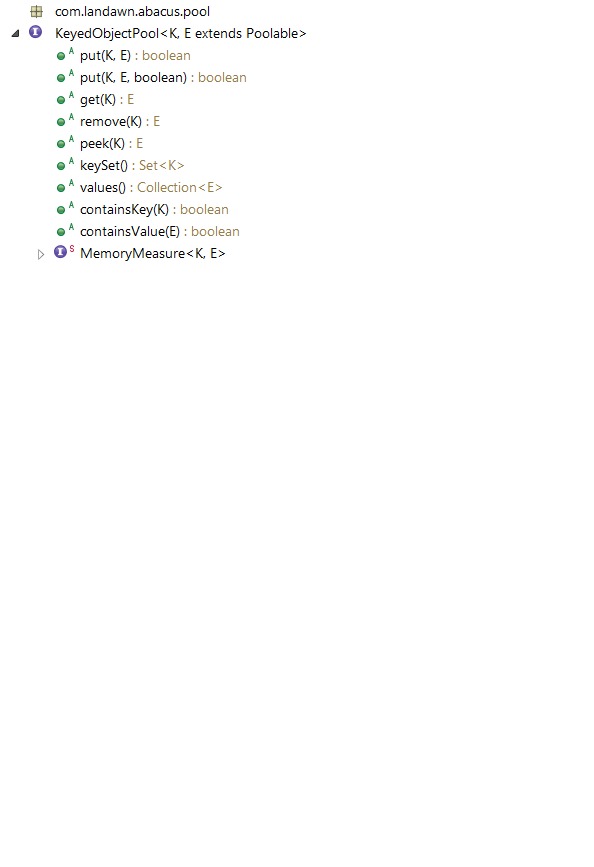 com.landawn.abacus.pool
I KeyedObjectPool<K, E extends Poolable>
A put(K, E) : boolean
A put(K, E, boolean) : boolean
A get(K) : E
A remove(K) : E
A peek(K) : E
A keySet() : Set<K>
A values() : Collection<E>
A containsKey(K) : boolean
A containsValue(E) : boolean
I S MemoryMeasure<K, E>